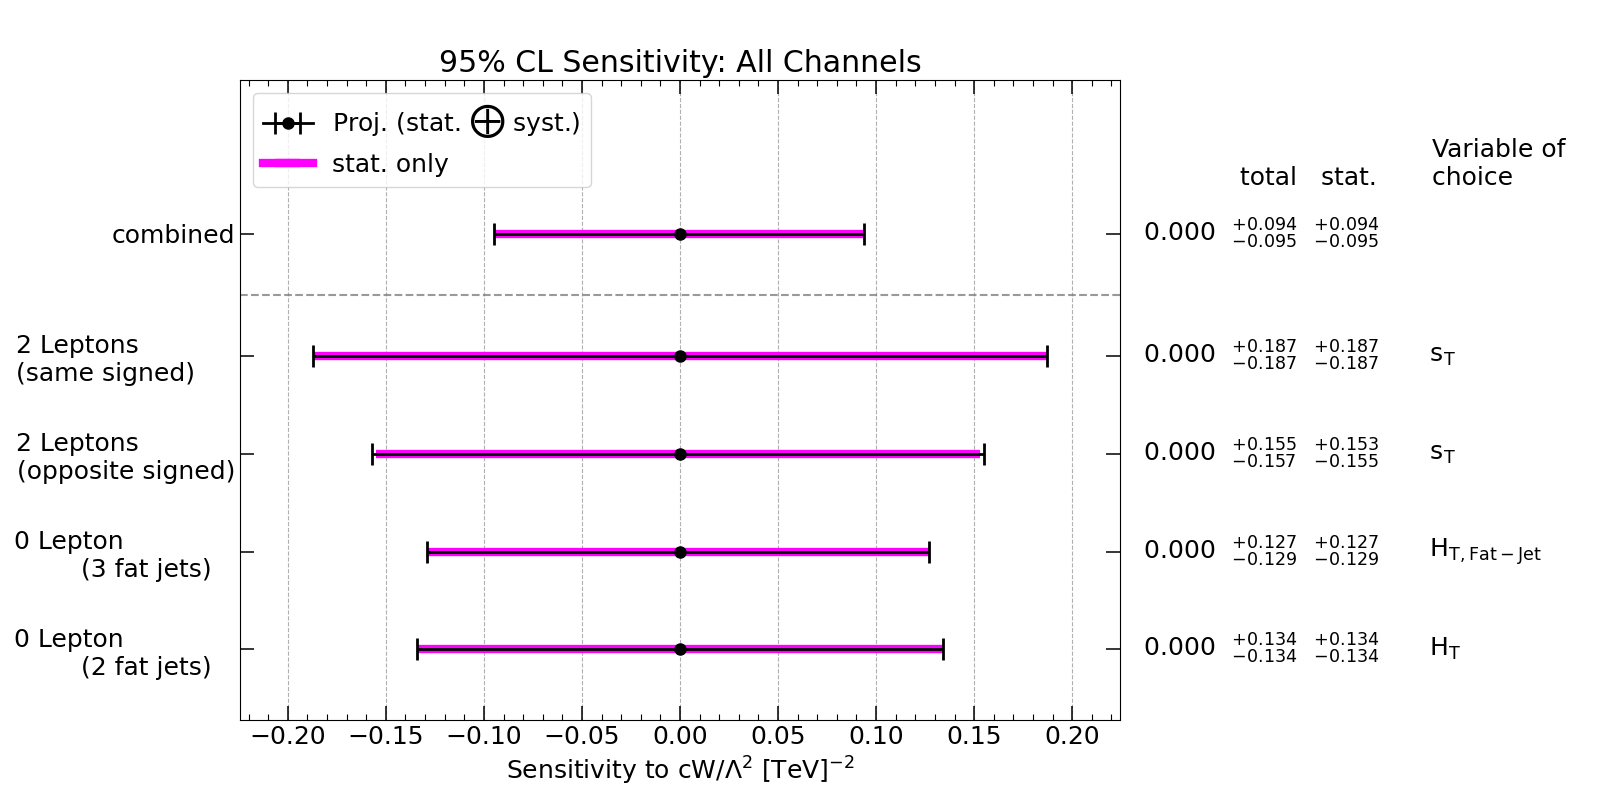 95% CL Sensitivity: All Channels
Proj. (stat. ⊕ syst.)
stat. only
Variable of
total stat. choice
combined 0.000 +0.094 −0.095 +0.094 −0.095
2 Leptons
(same signed) 0.000 +0.187 −0.187 +0.187 −0.187 sT
2 Leptons
(opposite signed) 0.000 +0.155 −0.157 +0.153 −0.155 sT
0 Lepton
(3 fat jets) 0.000 +0.127 −0.129 +0.127 −0.129 HT, Fat−Jet
0 Lepton
(2 fat jets) 0.000 +0.134 −0.134 +0.134 −0.134 HT
−0.20 −0.15 −0.10 −0.05 0.00 0.05 0.10 0.15 0.20
Sensitivity to cW/Λ² [TeV]⁻²